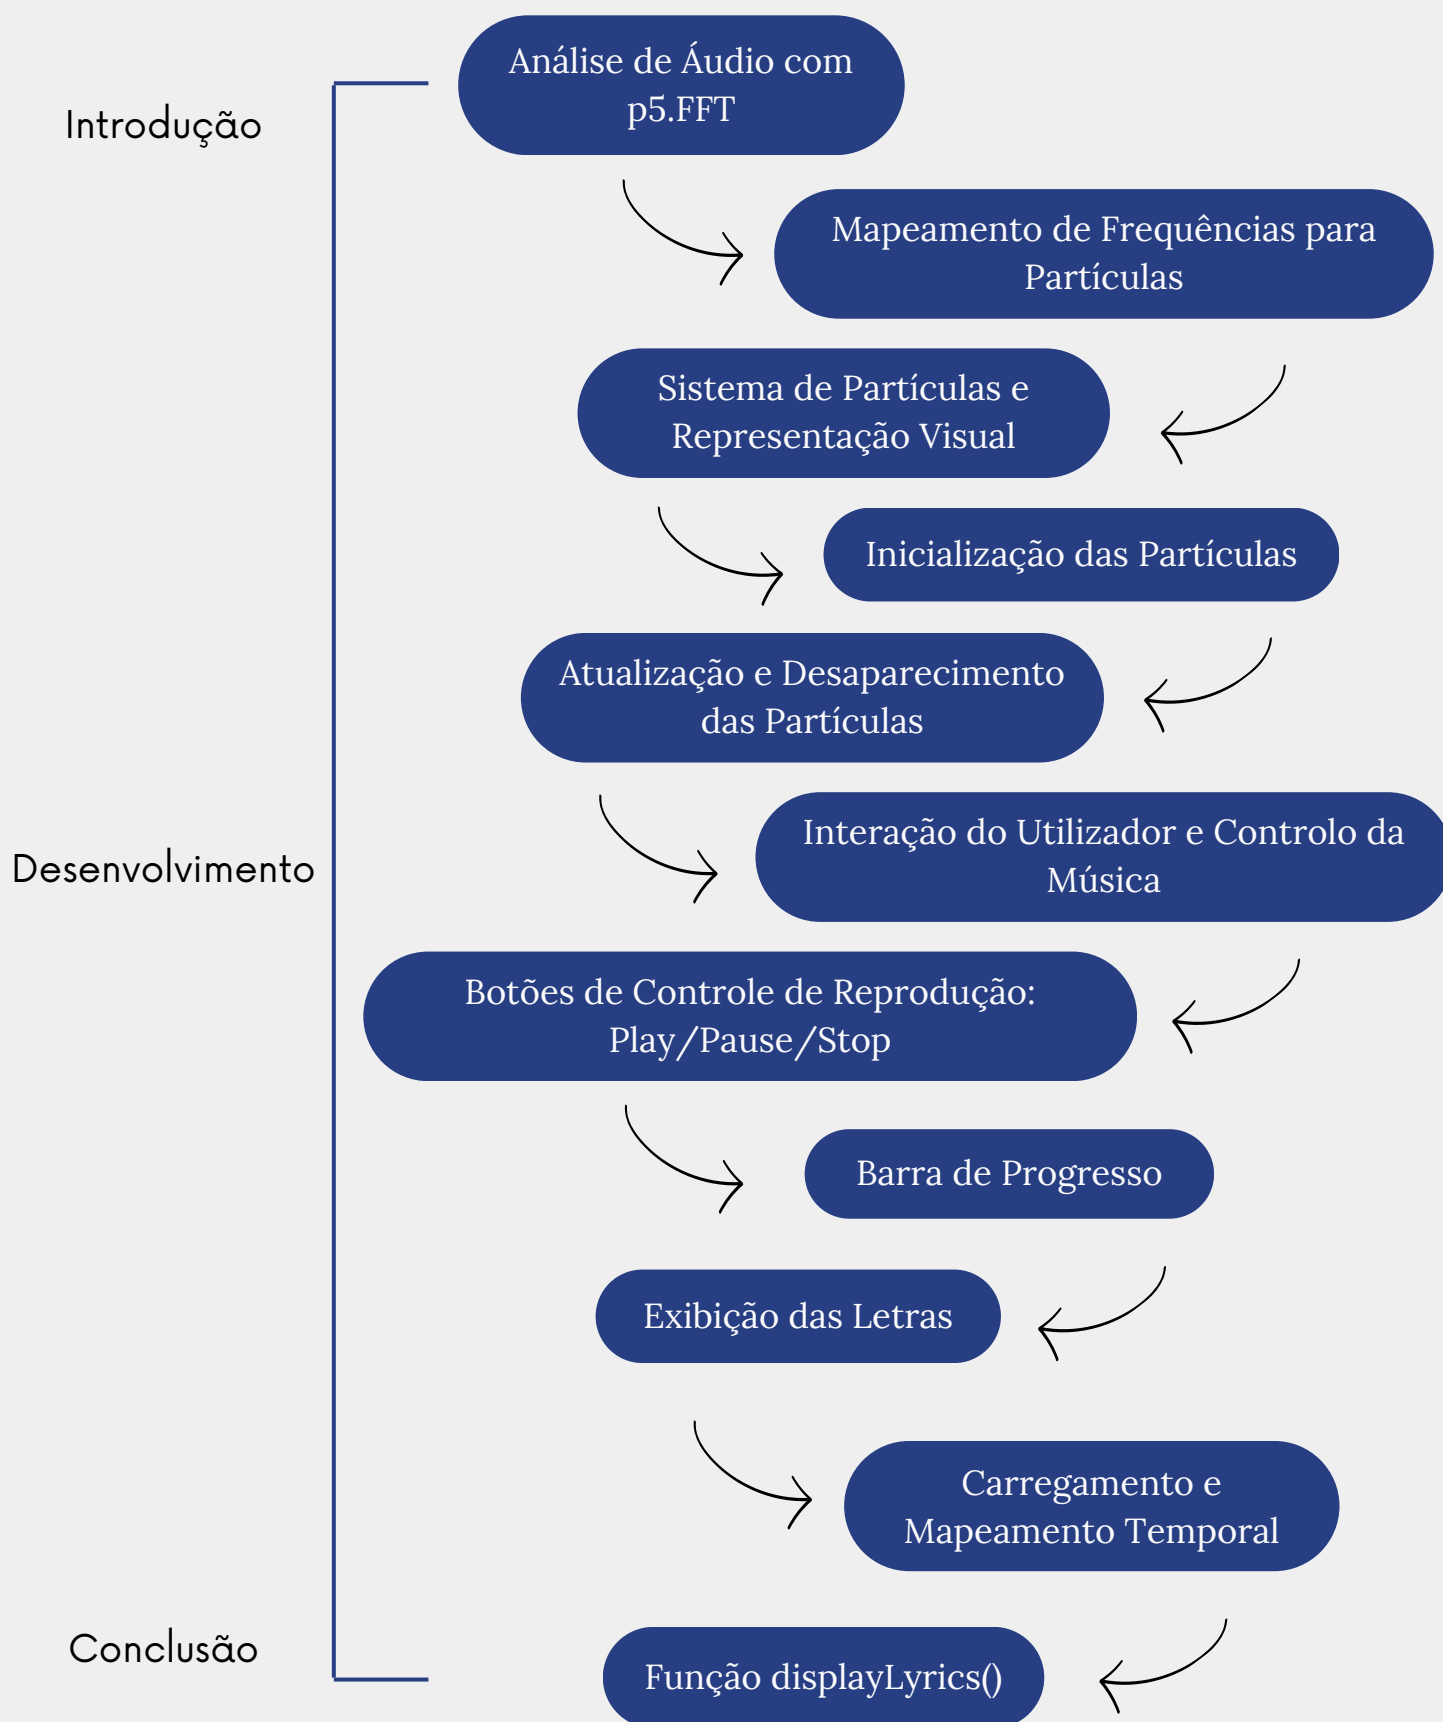 Introdução
Análise de Áudio com
p5.FFT
Mapeamento de Frequências para
Partículas
Sistema de Partículas e
Representação Visual
Inicialização das Partículas
Atualização e Desaparecimento
das Partículas
Desenvolvimento
Interação do Utilizador e Controlo da
Música
Botões de Controle de Reprodução:
Play/Pause/Stop
Barra de Progresso
Exibição das Letras
Carregamento e
Mapeamento Temporal
Conclusão
Função displayLyrics()